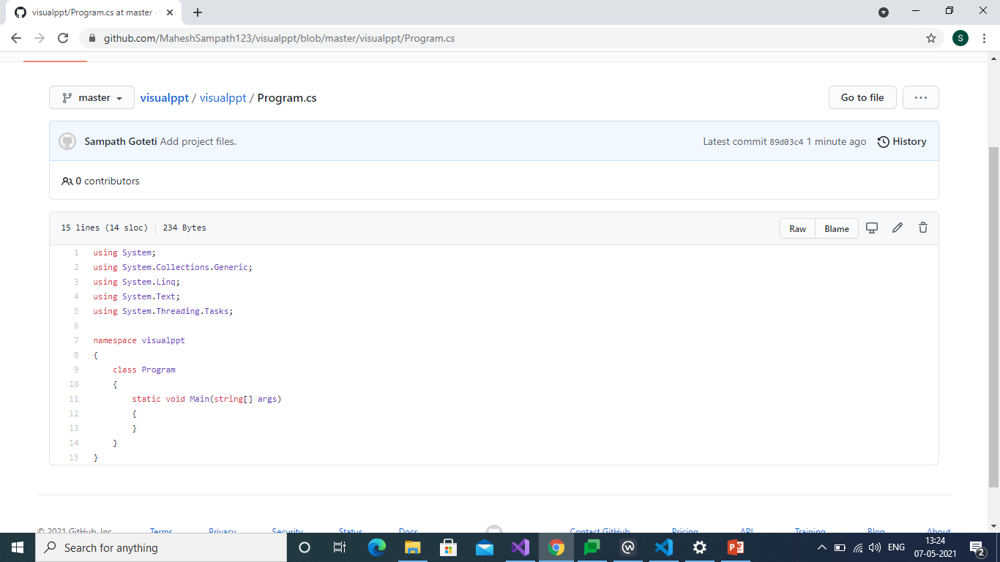 visualppt/Program.cs at master ·
github.com/MaheshSampath123/visualppt/blob/master/visualppt/Program.cs
S
master
visualppt / visualppt / Program.cs
Go to file
Sampath Goteti Add project files.
Latest commit 89d03c4 1 minute ago
History
0 contributors
15 lines (14 sloc)
234 Bytes
Raw
Blame
1 using System;
2 using System.Collections.Generic;
3 using System.Linq;
4 using System.Text;
5 using System.Threading.Tasks;
6
7 namespace visualppt
8 {
9 class Program
10 {
11 static void Main(string[] args)
12 {
13 }
14 }
15 }
© 2021 GitHub, Inc.
Terms
Privacy
Security
Status
Docs
Contact GitHub
Pricing
API
Training
Blog
About
Search for anything
ENG
13:24
07-05-2021
2